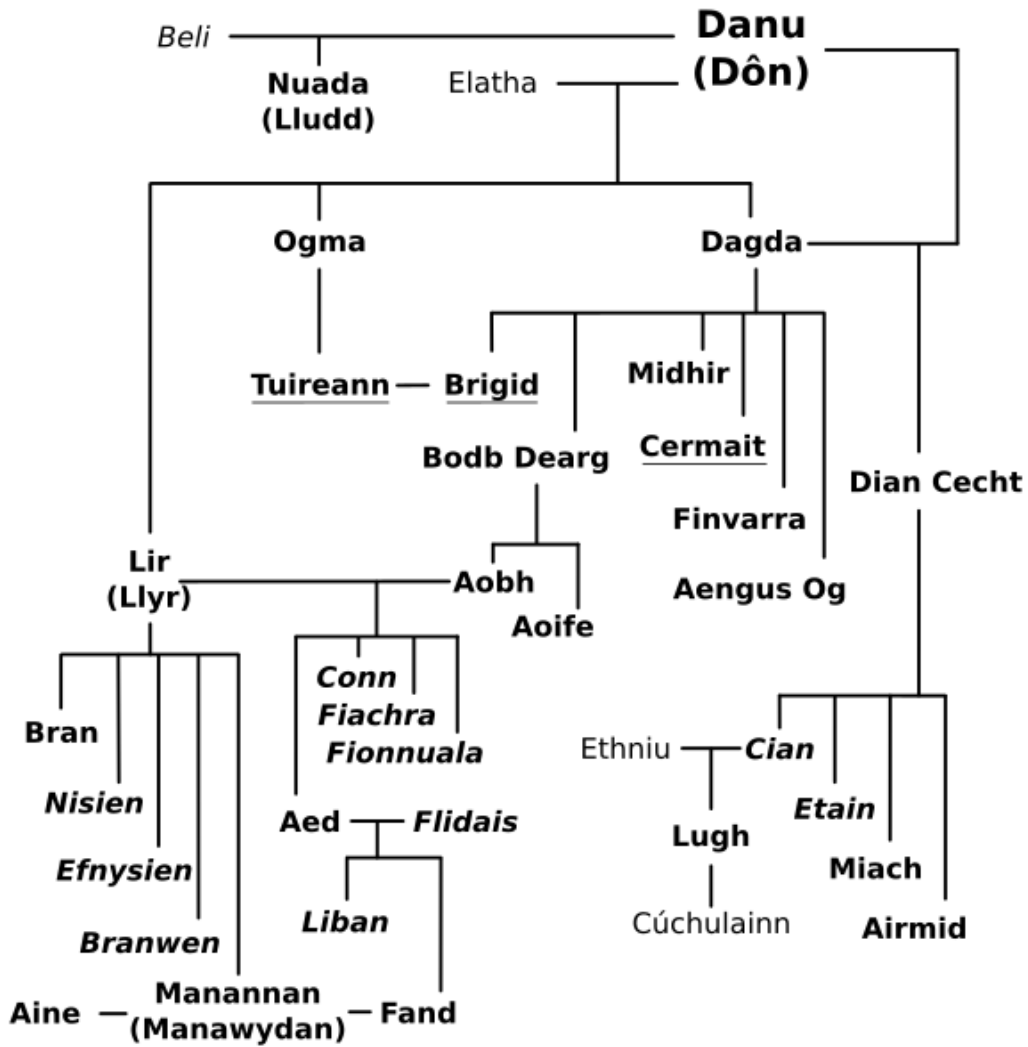 Beli
Danu
(Dôn)
Nuada
(Lludd)
Elatha
Ogma
Dagda
Tuireann
Brigid
Midhir
Bodb Dearg
Cermait
Dian Cecht
Finvarra
Lir
(Llyr)
Aobh
Aengus Og
Aoife
Conn
Fiachra
Fionnuala
Bran
Ethniu
Cian
Nisien
Aed
Flidais
Etain
Lugh
Efnysien
Miach
Liban
Cúchulainn
Airmid
Branwen
Aine
Manannan
(Manawydan)
Fand